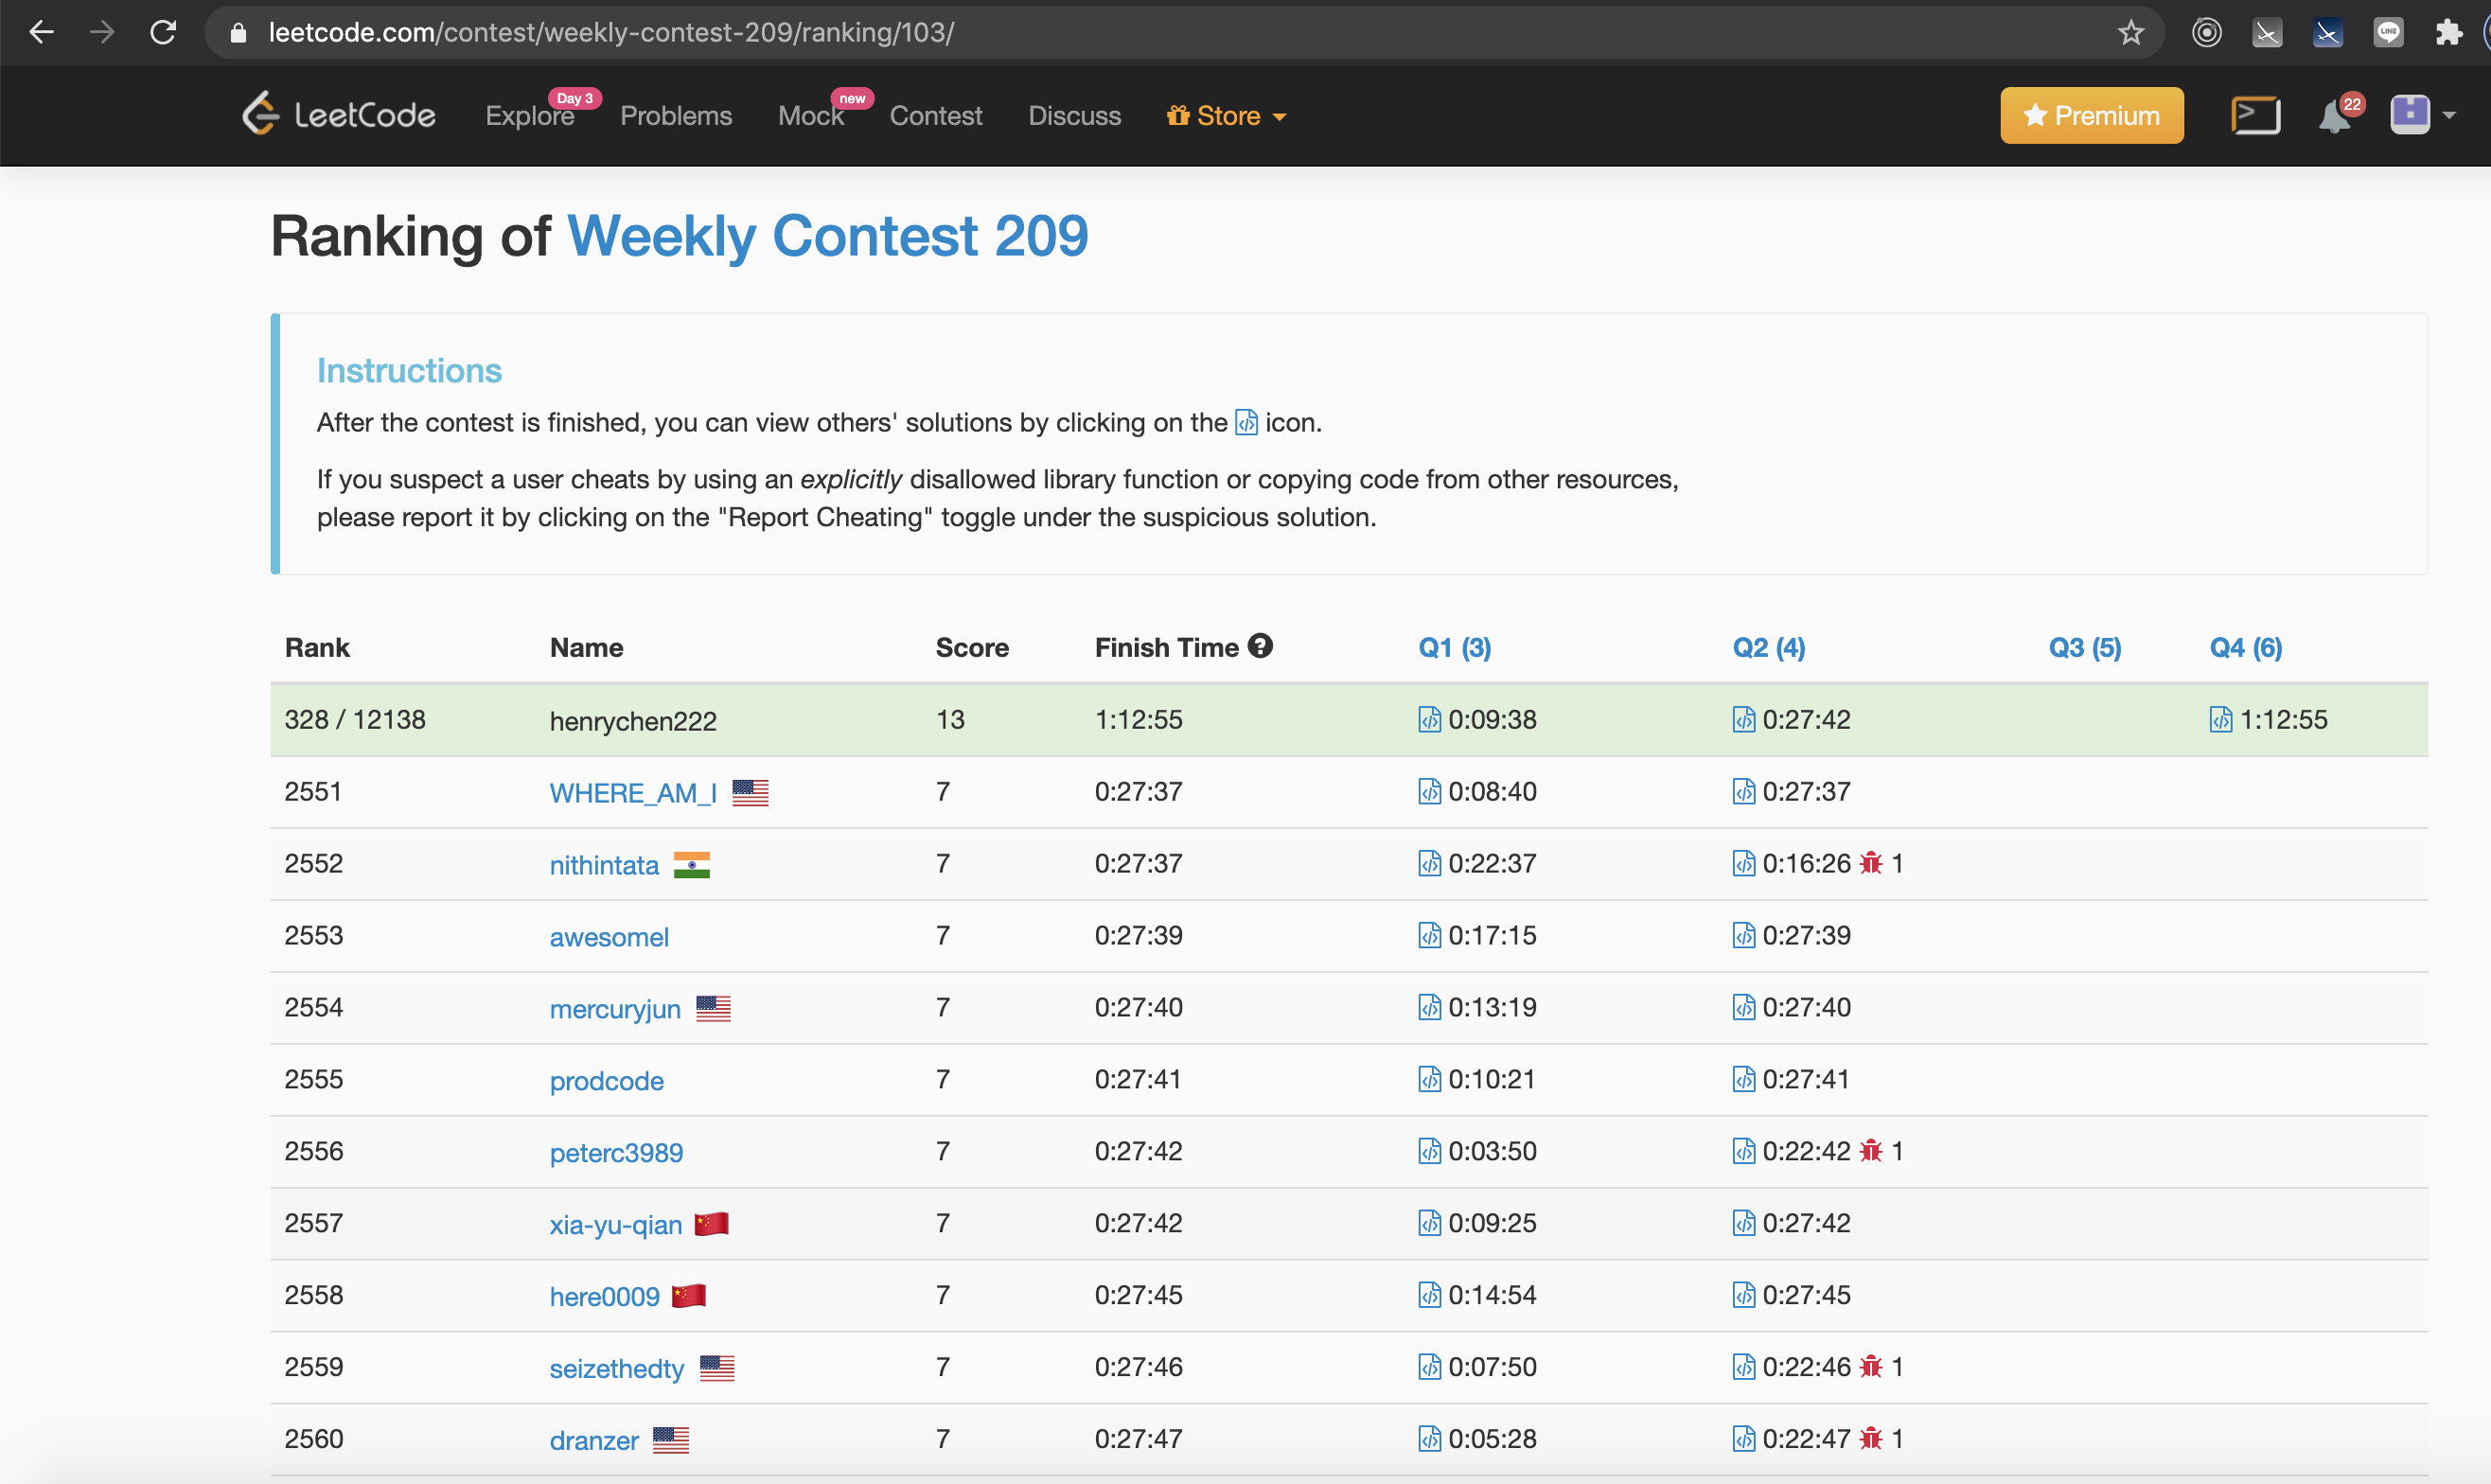 leetcode.com/contest/weekly-contest-209/ranking/103/
LINE
LeetCode Explore Day 3 Problems Mock new Contest Discuss Store Premium 22
Ranking of Weekly Contest 209
Instructions
After the contest is finished, you can view others' solutions by clicking on the </> icon.
If you suspect a user cheats by using an explicitly disallowed library function or copying code from other resources,
please report it by clicking on the "Report Cheating" toggle under the suspicious solution.
Rank Name Score Finish Time ? Q1 (3) Q2 (4) Q3 (5) Q4 (6)
328 / 12138 henrychen222 13 1:12:55 0:09:38 0:27:42 1:12:55
2551 WHERE_AM_I 7 0:27:37 0:08:40 0:27:37
2552 nithintata 7 0:27:37 0:22:37 0:16:26 1
2553 awesomel 7 0:27:39 0:17:15 0:27:39
2554 mercuryjun 7 0:27:40 0:13:19 0:27:40
2555 prodcode 7 0:27:41 0:10:21 0:27:41
2556 peterc3989 7 0:27:42 0:03:50 0:22:42 1
2557 xia-yu-qian 7 0:27:42 0:09:25 0:27:42
2558 here0009 7 0:27:45 0:14:54 0:27:45
2559 seizethedty 7 0:27:46 0:07:50 0:22:46 1
2560 dranzer 7 0:27:47 0:05:28 0:22:47 1